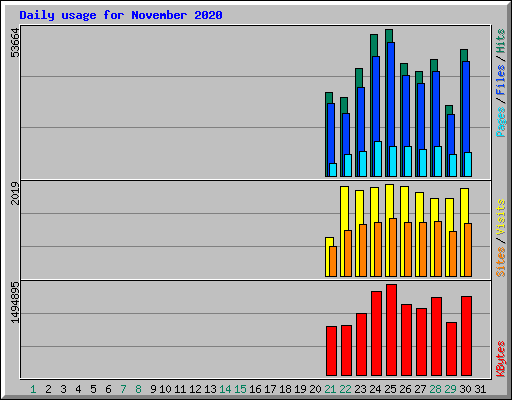 Daily usage for November 2020
53664
Pages / Files / Hits
2019
Sites / Visits
1494895
KBytes
1 2 3 4 5 6 7 8 9 10 11 12 13 14 15 16 17 18 19 20 21 22 23 24 25 26 27 28 29 30 31